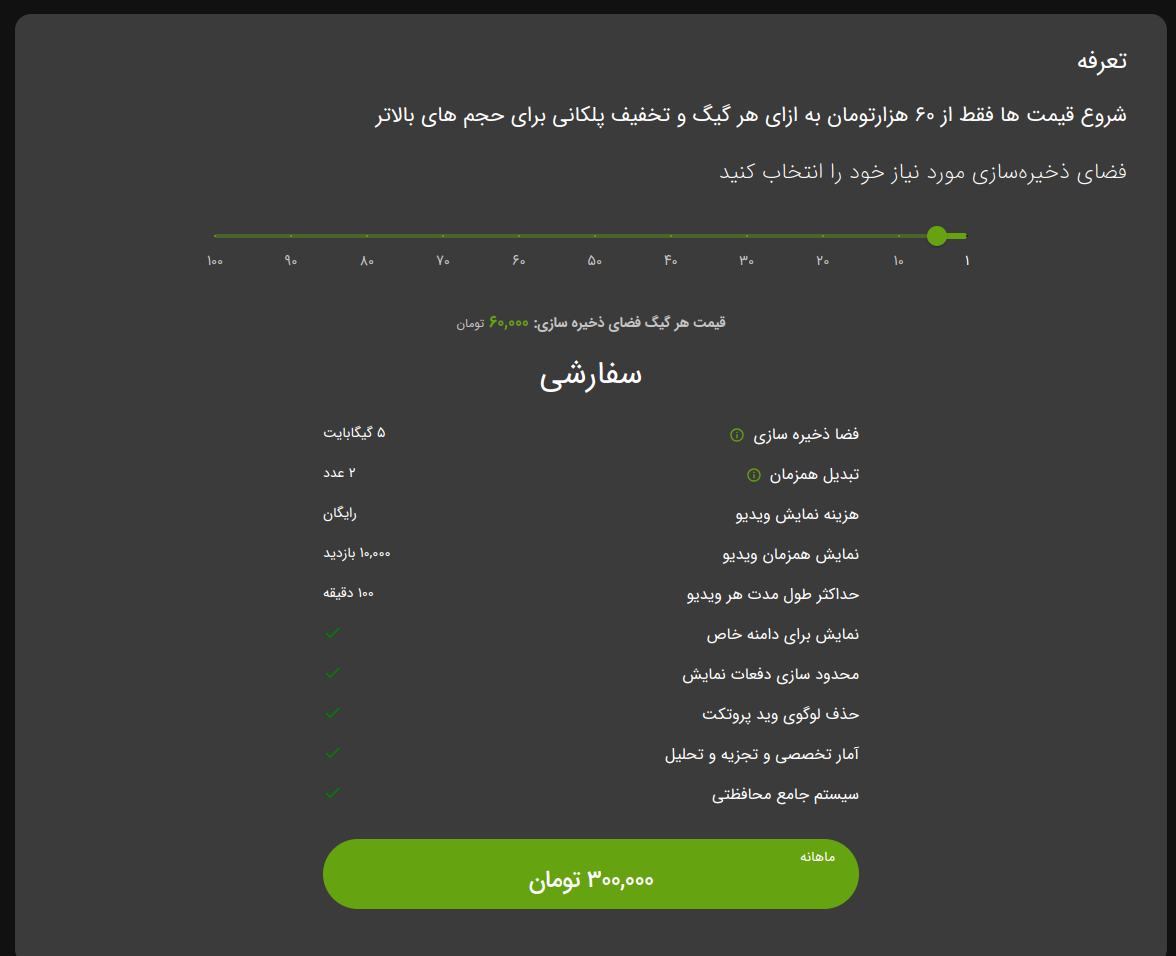 تعرفه
شروع قیمت ها فقط از ۶۰ هزارتومان به ازای هر گیگ و تخفیف پلکانی برای حجم های بالاتر
فضای ذخیره‌سازی مورد نیاز خود را انتخاب کنید
۱ ۱۰ ۲۰ ۳۰ ۴۰ ۵۰ ۶۰ ۷۰ ۸۰ ۹۰ ۱۰۰
قیمت هر گیگ فضای ذخیره سازی: ۶۰,۰۰۰ تومان
سفارشی
فضا ذخیره سازی ۵ گیگابایت
تبدیل همزمان ۲ عدد
هزینه نمایش ویدیو رایگان
نمایش همزمان ویدیو ۱۰,۰۰۰ بازدید
حداکثر طول مدت هر ویدیو ۱۰۰ دقیقه
نمایش برای دامنه خاص
محدود سازی دفعات نمایش
حذف لوگوی وید پروتکت
آمار تخصصی و تجزیه و تحلیل
سیستم جامع محافظتی
ماهانه
۳۰۰,۰۰۰ تومان